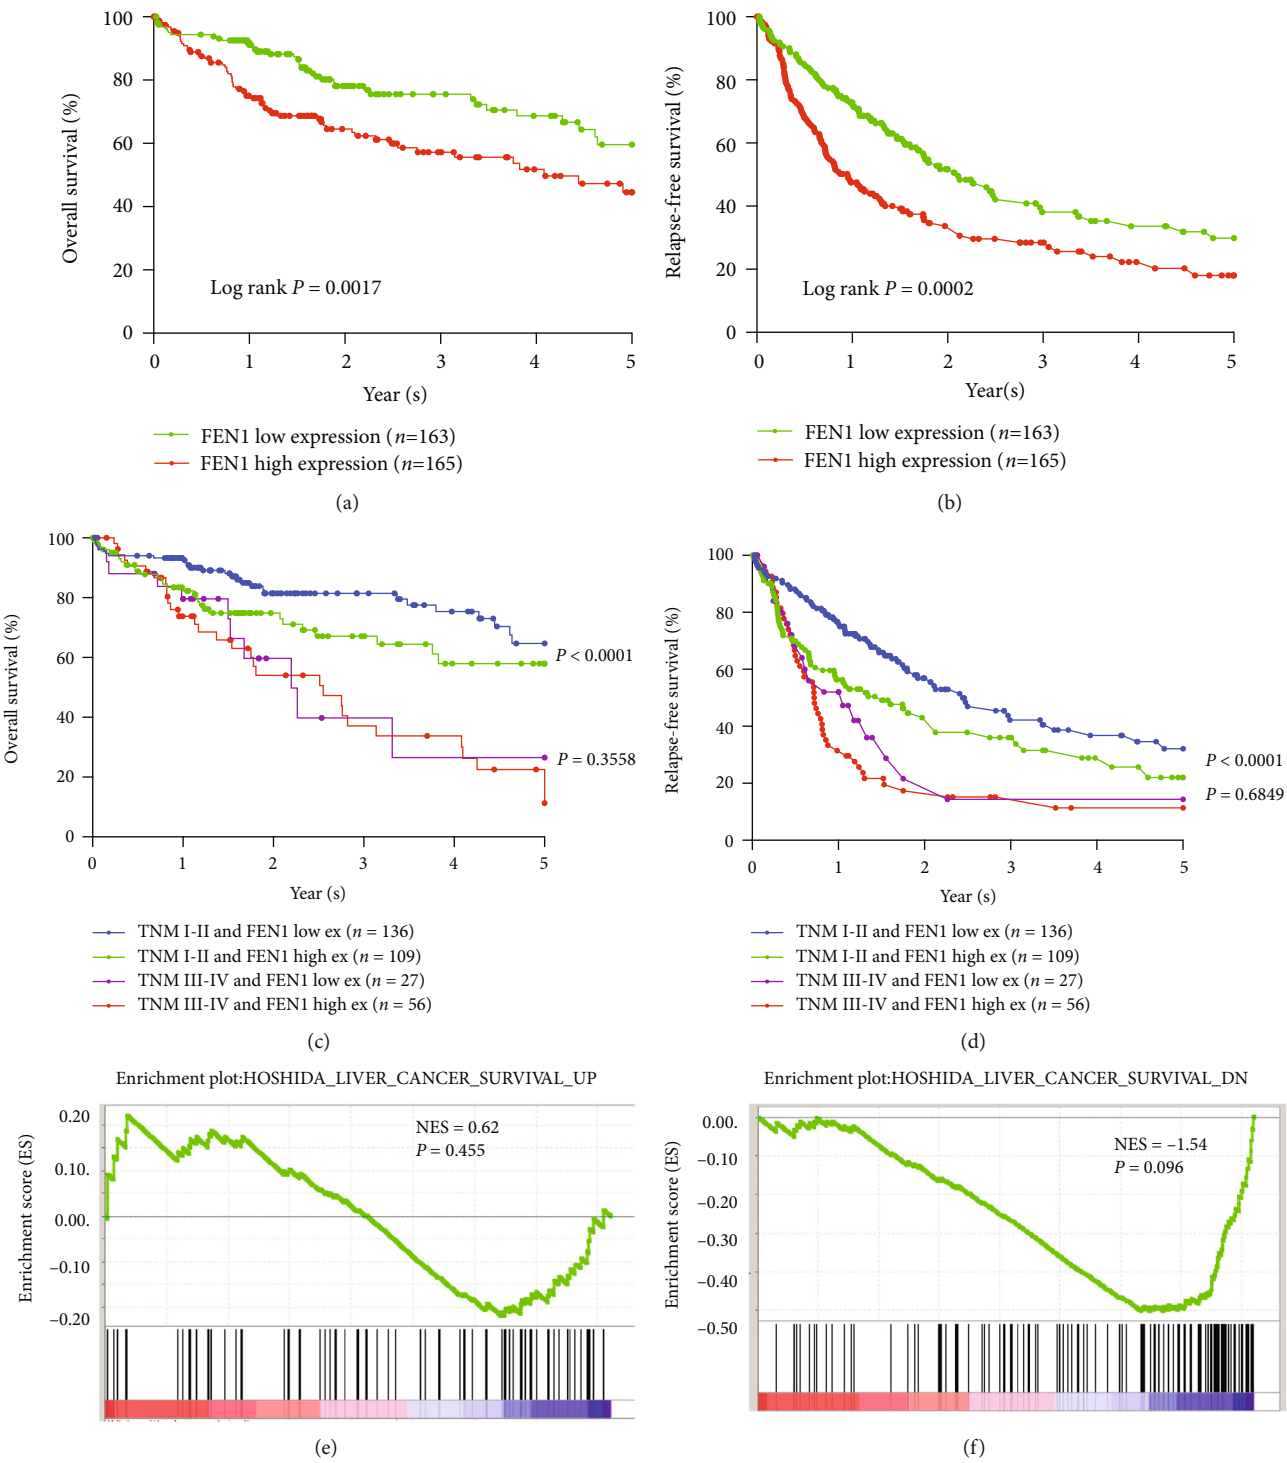 100
80
60
40
20
0
Overall survival (%)
Log rank P = 0.0017
0 1 2 3 4 5
Year (s)
FEN1 low expression (n=163)
FEN1 high expression (n=165)
(a)
100
80
60
40
20
0
Relapse-free survival (%)
Log rank P = 0.0002
0 1 2 3 4 5
Year(s)
FEN1 low expression (n=163)
FEN1 high expression (n=165)
(b)
100
80
60
40
20
0
Overall survival (%)
P < 0.0001
P = 0.3558
0 1 2 3 4 5
Year (s)
TNM I-II and FEN1 low ex (n = 136)
TNM I-II and FEN1 high ex (n = 109)
TNM III-IV and FEN1 low ex (n = 27)
TNM III-IV and FEN1 high ex (n = 56)
(c)
100
80
60
40
20
0
Relapse-free survival (%)
P < 0.0001
P = 0.6849
0 1 2 3 4 5
Year (s)
TNM I-II and FEN1 low ex (n = 136)
TNM I-II and FEN1 high ex (n = 109)
TNM III-IV and FEN1 low ex (n = 27)
TNM III-IV and FEN1 high ex (n = 56)
(d)
Enrichment plot:HOSHIDA_LIVER_CANCER_SURVIVAL_UP
0.20
0.10.
0.00.
−0.10
−0.20
Enrichment score (ES)
NES = 0.62
P = 0.455
(e)
Enrichment plot:HOSHIDA_LIVER_CANCER_SURVIVAL_DN
0.00.
−0.10
−0.20
−0.30
−0.40
−0.50
Enrichment score (ES)
NES = −1.54
P = 0.096
(f)